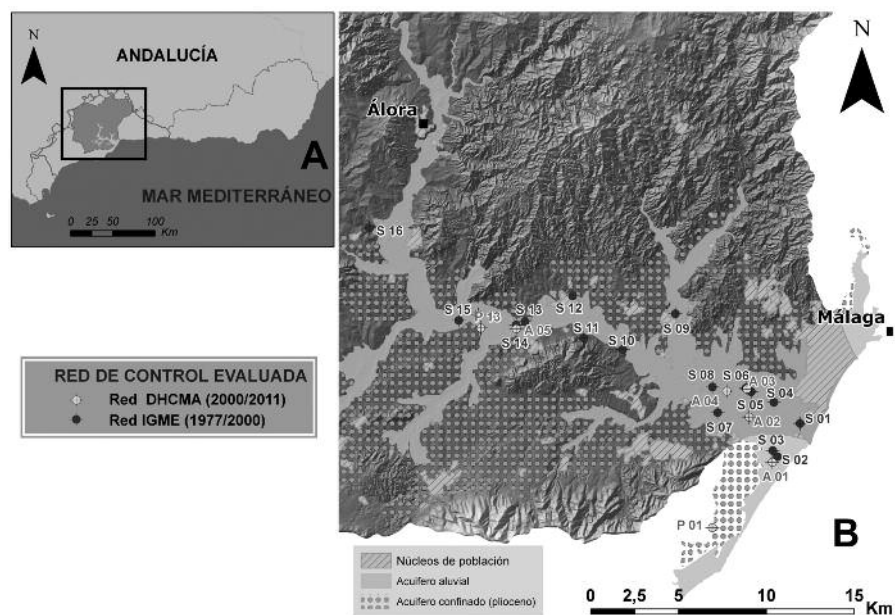 N
ANDALUCÍA
A
MAR MEDITERRÁNEO
0 25 50 100
Km
RED DE CONTROL EVALUADA
Red DHCMA (2000/2011)
Red IGME (1977/2000)
N
Álora
Málaga
S 16
S 15
P 13
S 13
A 05
S 14
S 12
S 11
S 10
S 09
S 08
S 06
A 03
S 04
A 04
S 05
S 07
A 02
S 01
S 03
S 02
A 01
P 01
B
Núcleos de población
Acuifero aluvial
Acuifero confinado (plioceno)
0 2,5 5 10 15
Km